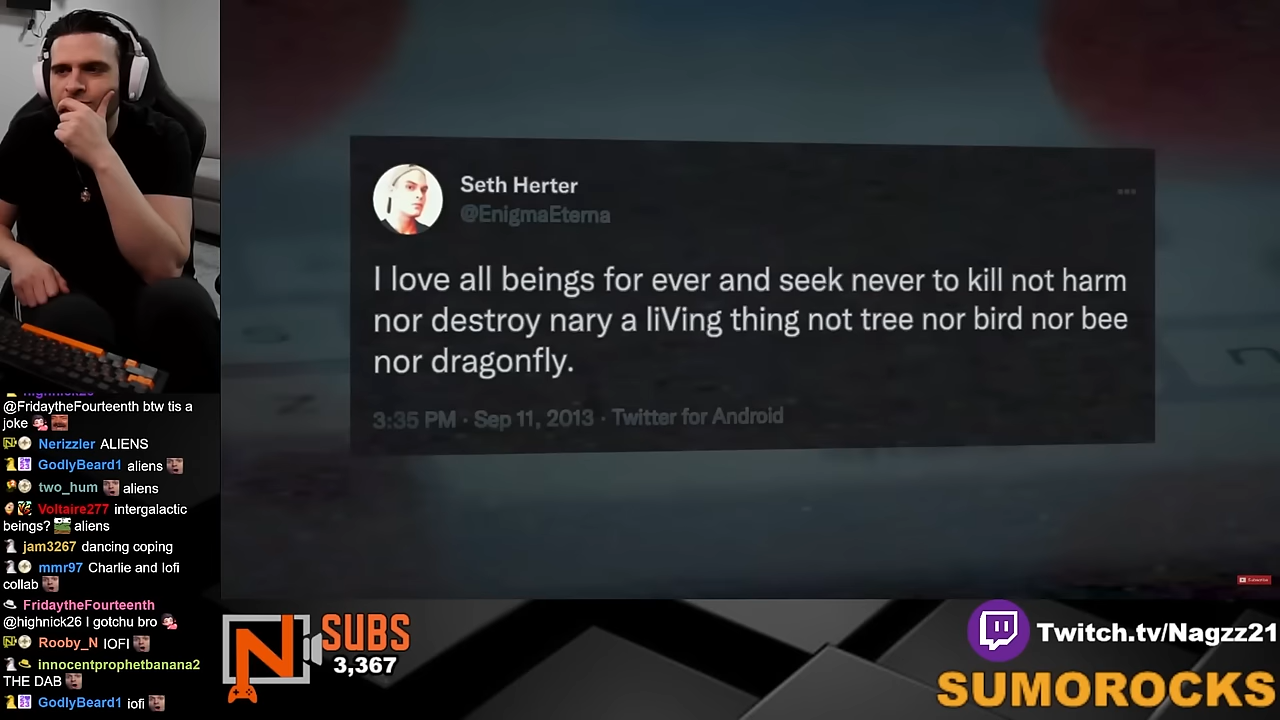 Seth Herter
@EnigmaEterna
I love all beings for ever and seek never to kill not harm
nor destroy nary a liVing thing not tree nor bird nor bee
nor dragonfly.
3:35 PM · Sep 11, 2013 · Twitter for Android
@FridaytheFourteenth btw tis a
joke
Nerizzler ALIENS
GodlyBeard1 aliens
two_hum aliens
Voltaire277 intergalactic
beings? aliens
jam3267 dancing coping
mmr97 Charlie and lofi
collab
FridaytheFourteenth
@highnick26 I gotchu bro
Rooby_N IOFI
innocentprophetbanana2
THE DAB
GodlyBeard1 iofi
N SUBS
3,367
Twitch.tv/Nagzz21
SUMOROCKS